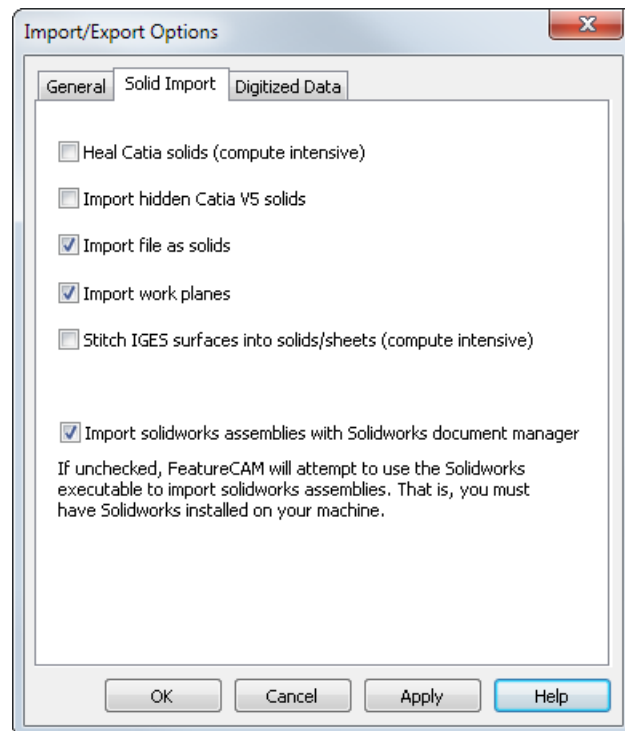 Import/Export Options
General
Solid Import
Digitized Data
Heal Catia solids (compute intensive)
Import hidden Catia V5 solids
Import file as solids
Import work planes
Stitch IGES surfaces into solids/sheets (compute intensive)
Import solidworks assemblies with Solidworks document manager
If unchecked, FeatureCAM will attempt to use the Solidworks
executable to import solidworks assemblies. That is, you must
have Solidworks installed on your machine.
OK
Cancel
Apply
Help